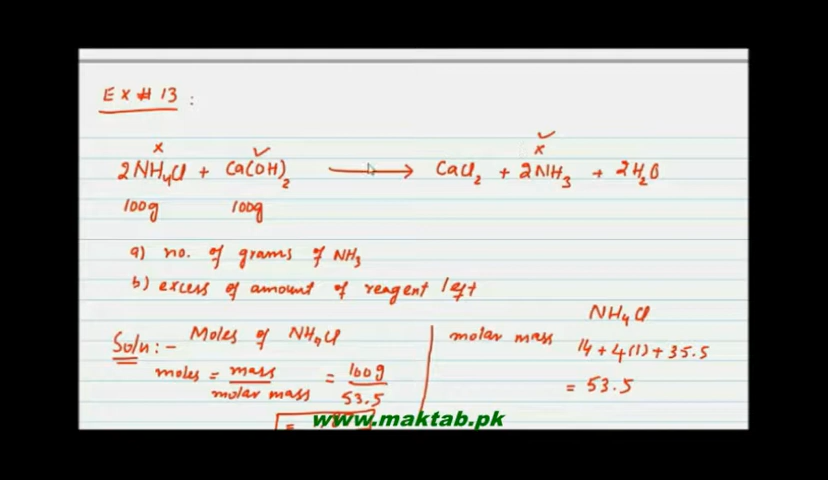 Ex # 13 :
x ✓ ✓ x
2NH₄Cl + Ca(OH)₂ ⟶ CaCl₂ + 2NH₃ + 2H₂O
100g 100g
a) no. of grams of NH₃
b) excess of amount of reagent left
NH₄Cl
Soln:- Moles of NH₄Cl
molar mass 14 + 4(1) + 35.5
moles = mass / molar mass = 100g / 53.5
= 53.5
=
www.maktab.pk